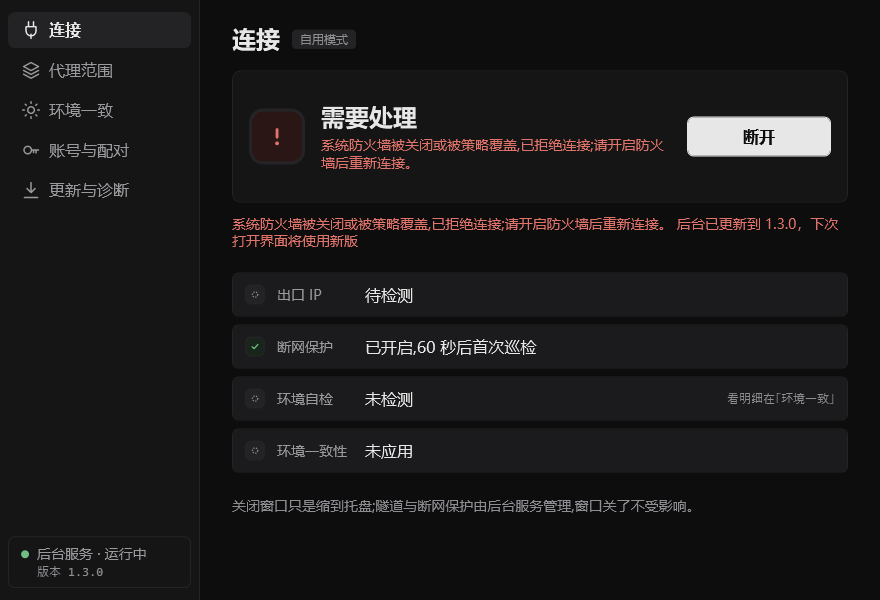 连接
代理范围
环境一致
账号与配对
更新与诊断
后台服务 · 运行中
版本 1.3.0
连接 自用模式
需要处理
系统防火墙被关闭或被策略覆盖,已拒绝连接;请开启防火
墙后重新连接。
断开
系统防火墙被关闭或被策略覆盖,已拒绝连接;请开启防火墙后重新连接。 后台已更新到 1.3.0，下次
打开界面将使用新版
出口 IP 待检测
断网保护 已开启,60 秒后首次巡检
环境自检 未检测 看明细在「环境一致」
环境一致性 未应用
关闭窗口只是缩到托盘;隧道与断网保护由后台服务管理,窗口关了不受影响。